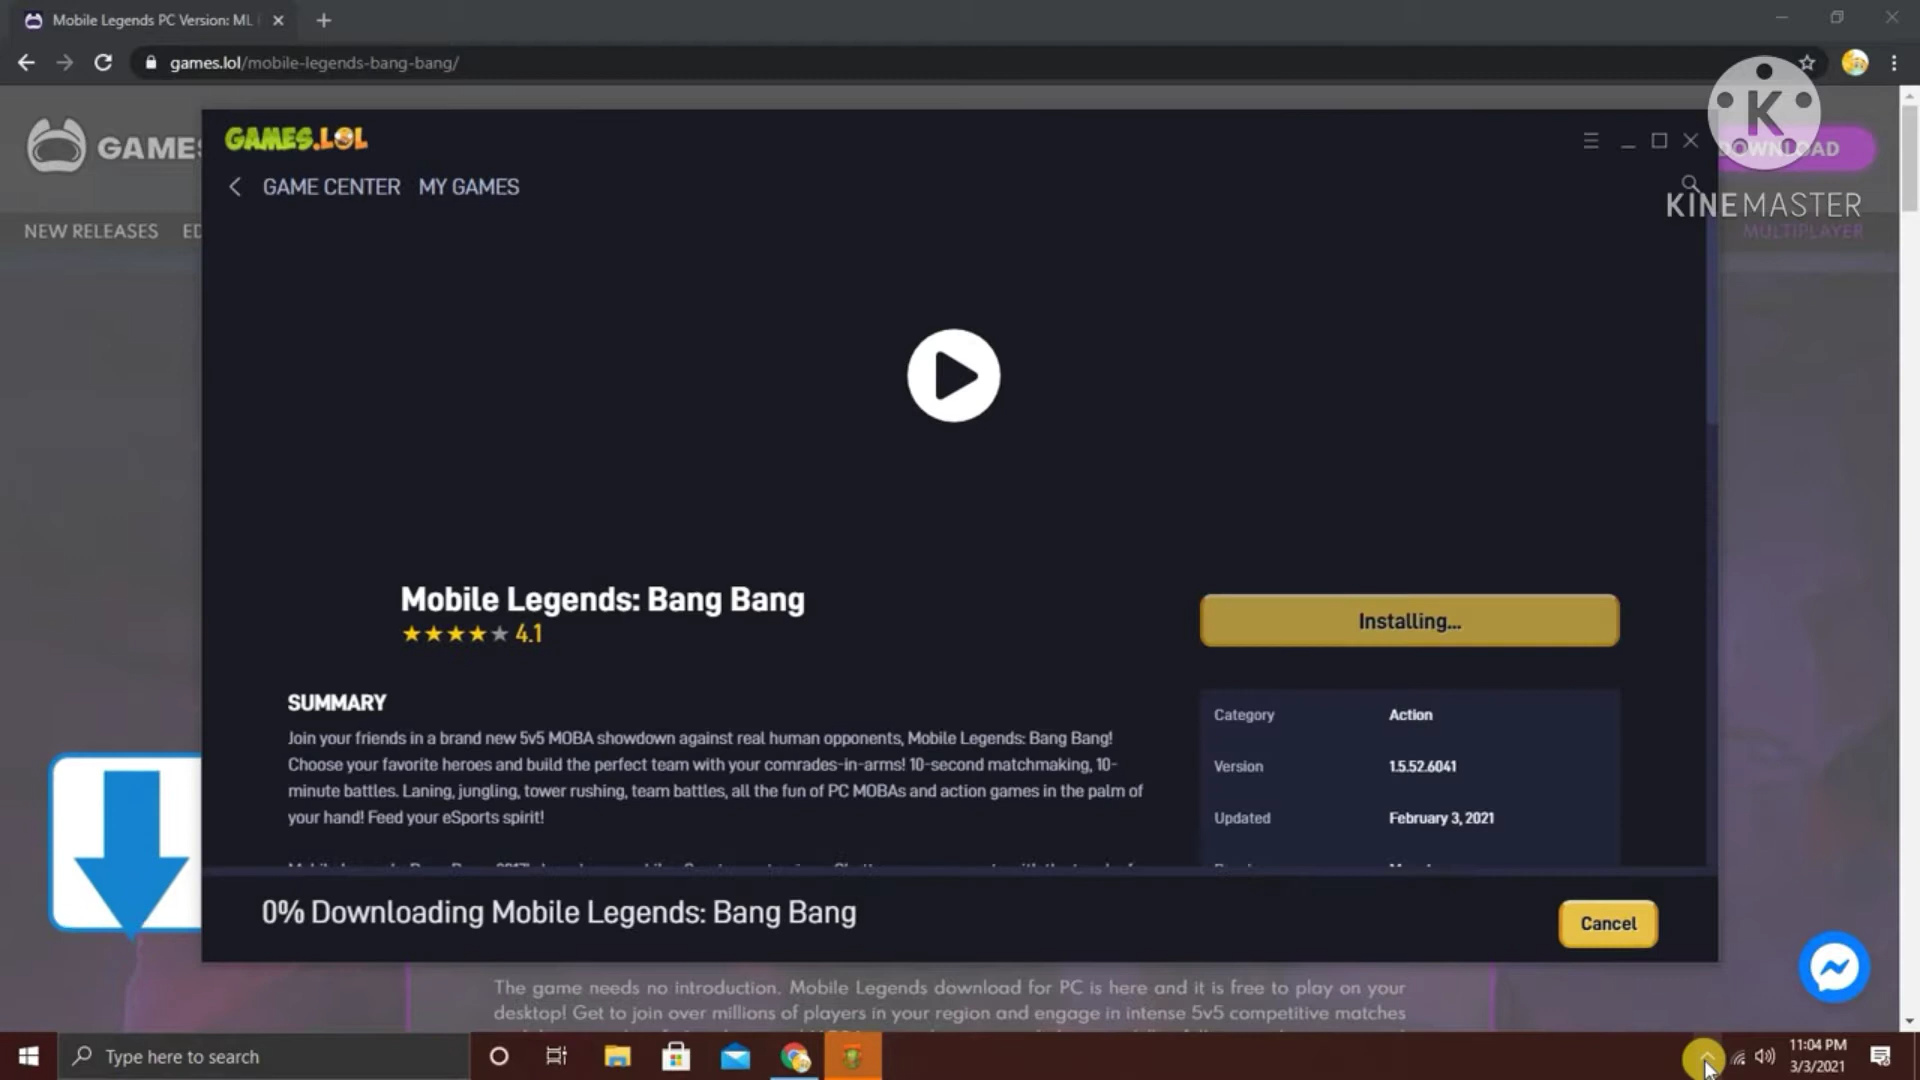 Mobile Legends PC Version: ML
games.lol/mobile-legends-bang-bang/
GAMES
GAMES.LOL
DOWNLOAD
K
KINEMASTER
GAME CENTER MY GAMES
NEW RELEASES ED
MULTIPLAYER
Mobile Legends: Bang Bang
4.1
Installing...
SUMMARY
Join your friends in a brand new 5v5 MOBA showdown against real human opponents, Mobile Legends: Bang Bang!
Choose your favorite heroes and build the perfect team with your comrades-in-arms! 10-second matchmaking, 10-
minute battles. Laning, jungling, tower rushing, team battles, all the fun of PC MOBAs and action games in the palm of
your hand! Feed your eSports spirit!
Category Action
Version 1.5.52.6041
Updated February 3, 2021
0% Downloading Mobile Legends: Bang Bang
Cancel
The game needs no introduction. Mobile Legends download for PC is here and it is free to play on your
desktop! Get to join over millions of players in your region and engage in intense 5v5 competitive matches
Type here to search
11:04 PM
3/3/2021